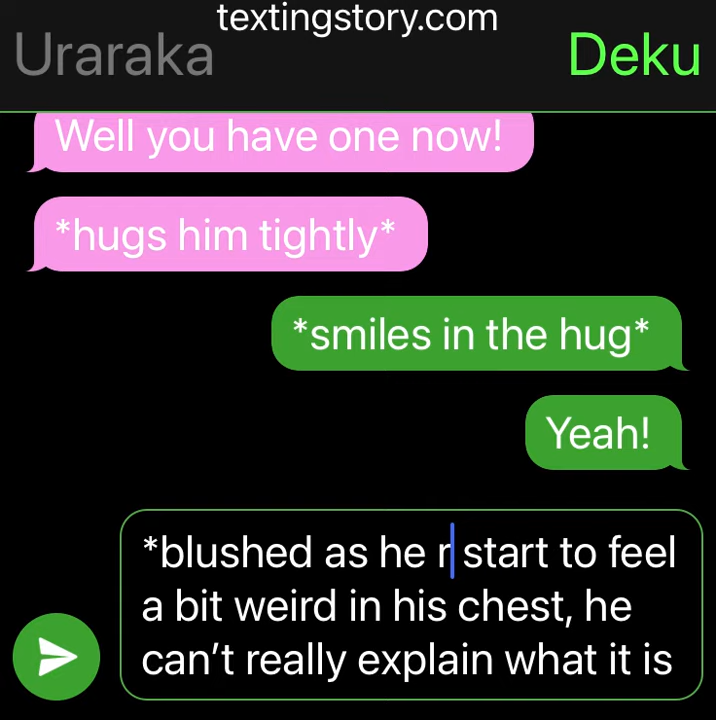 textingstory.com
Uraraka
Deku
Well you have one now!
*hugs him tightly*
*smiles in the hug*
Yeah!
*blushed as he r start to feel
a bit weird in his chest, he
can’t really explain what it is